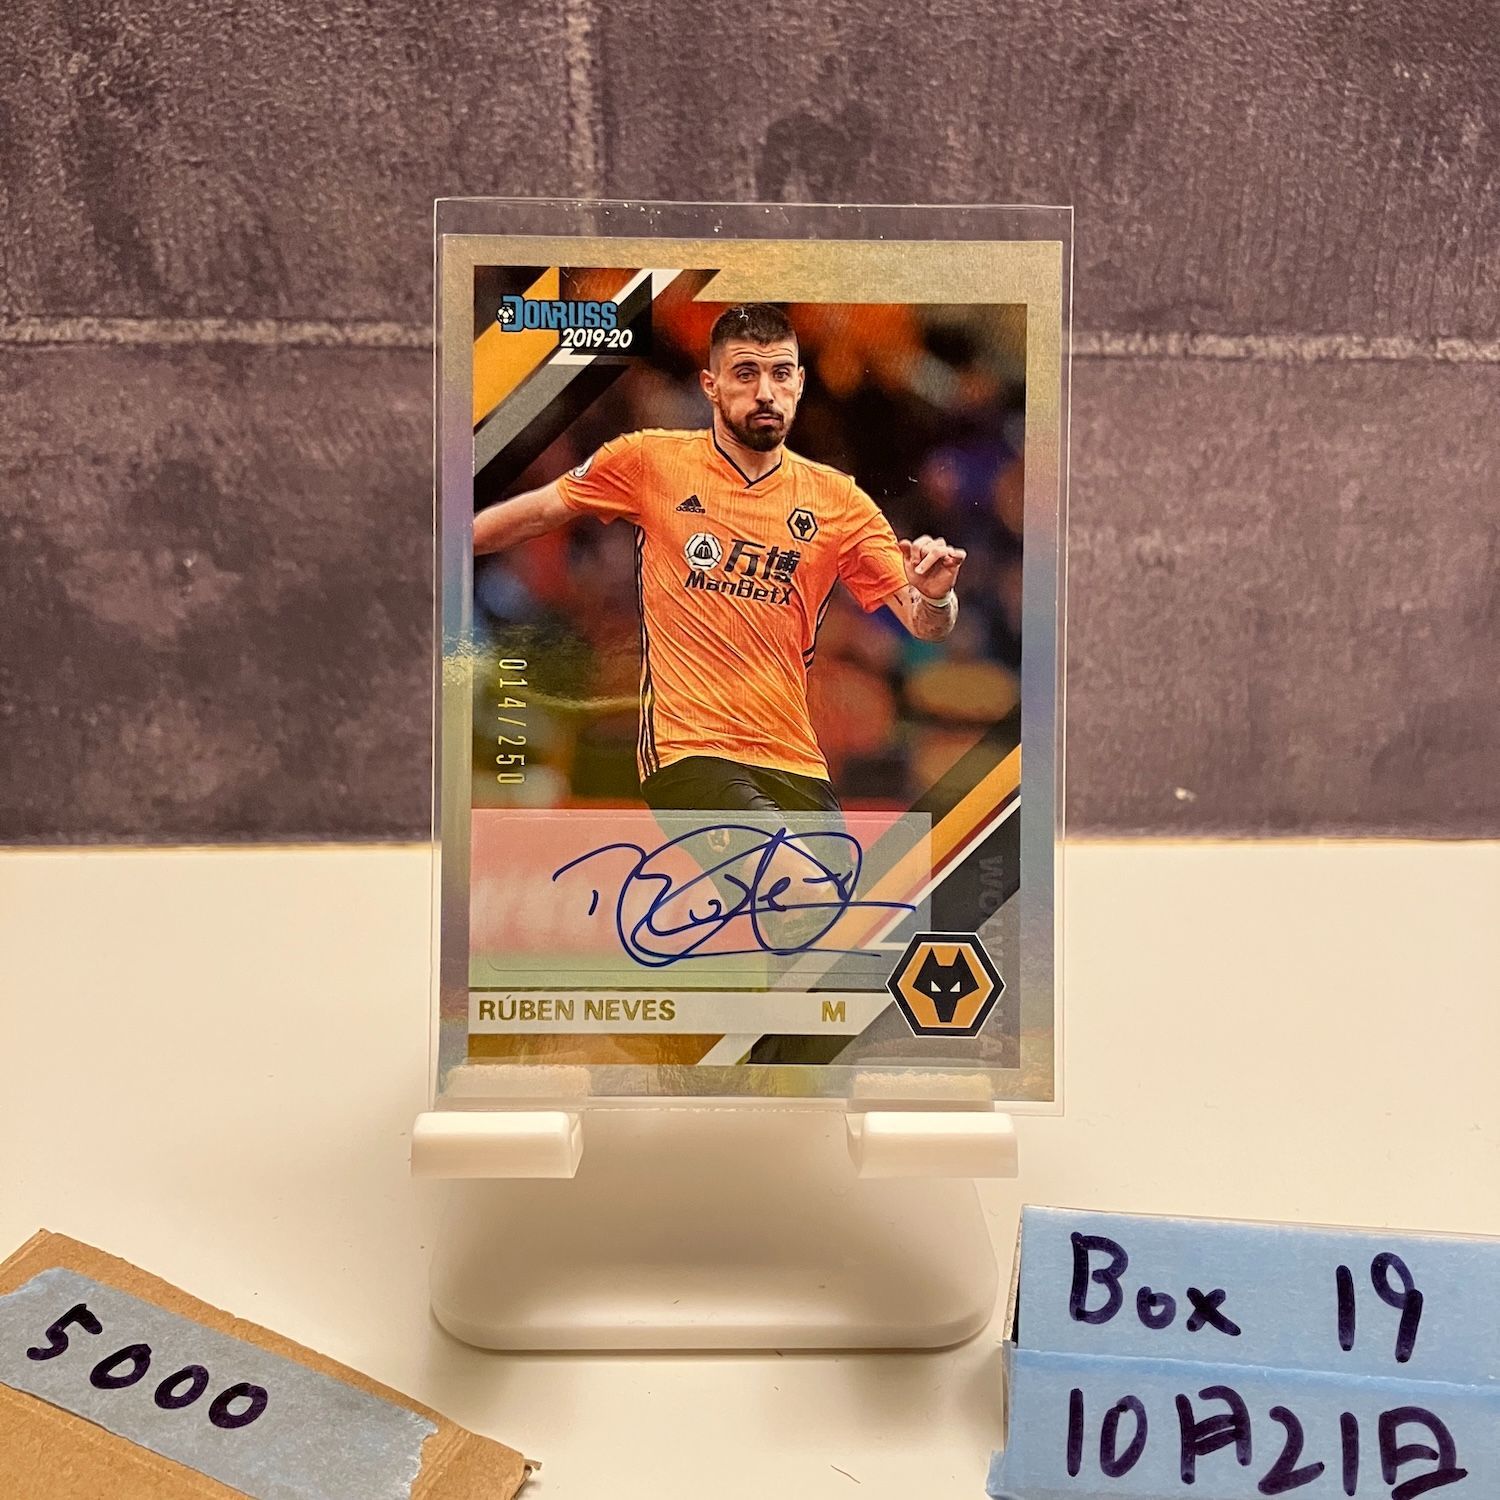 DONRUSS
2019-20
adidas
万博
ManBetX
014/250
RÚBEN NEVES M
5000
Box 19
10月21日